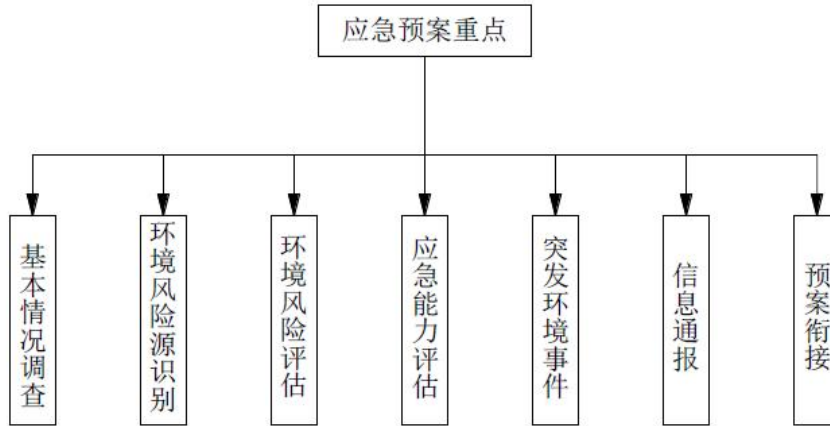 应急预案重点
基本情况调查
环境风险源识别
环境风险评估
应急能力评估
突发环境事件
信息通报
预案衔接